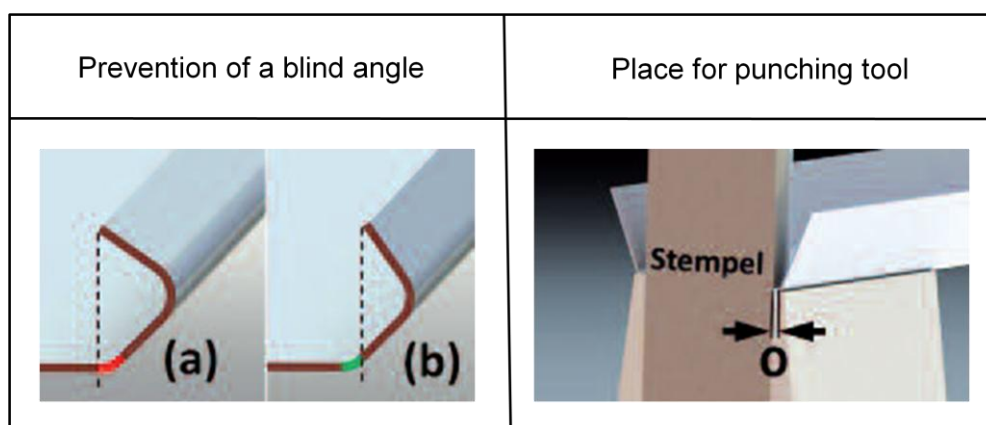 Prevention of a blind angle
Place for punching tool
(a)
(b)
Stempel
O